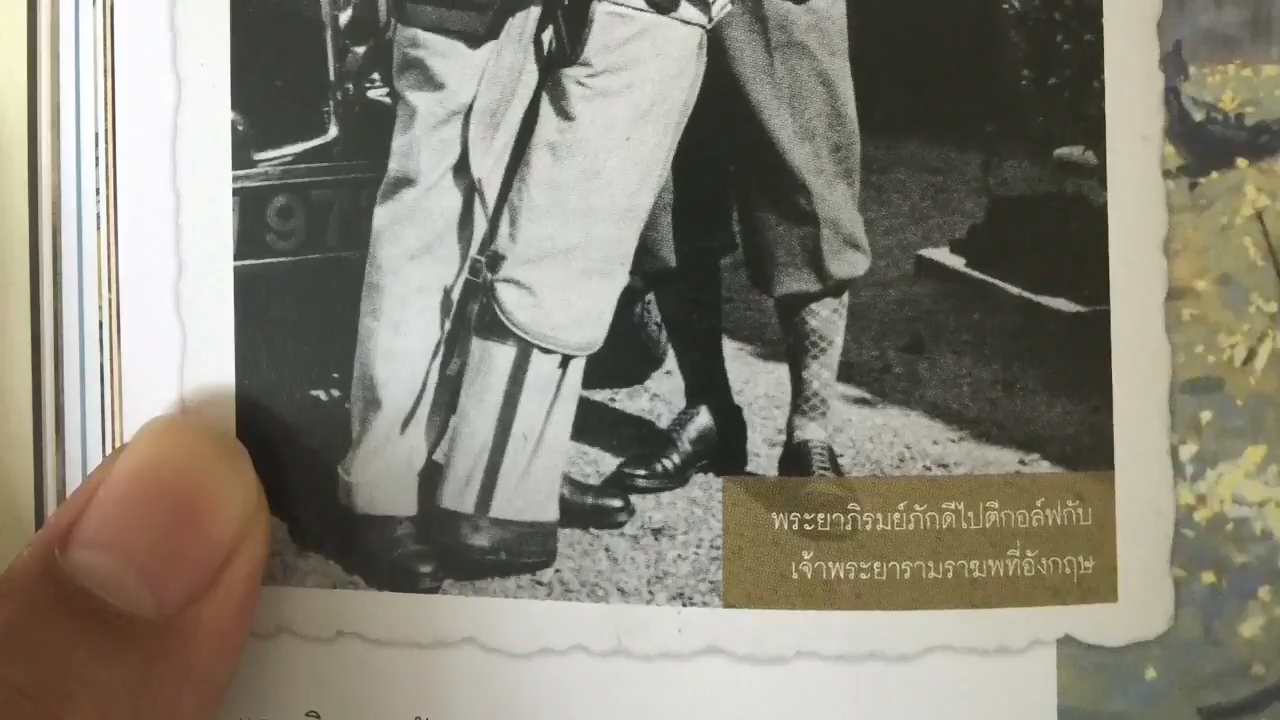 197
พระยาภิรมย์ภักดีไปตีกอล์ฟกับ
เจ้าพระยารามราฆพที่อังกฤษ